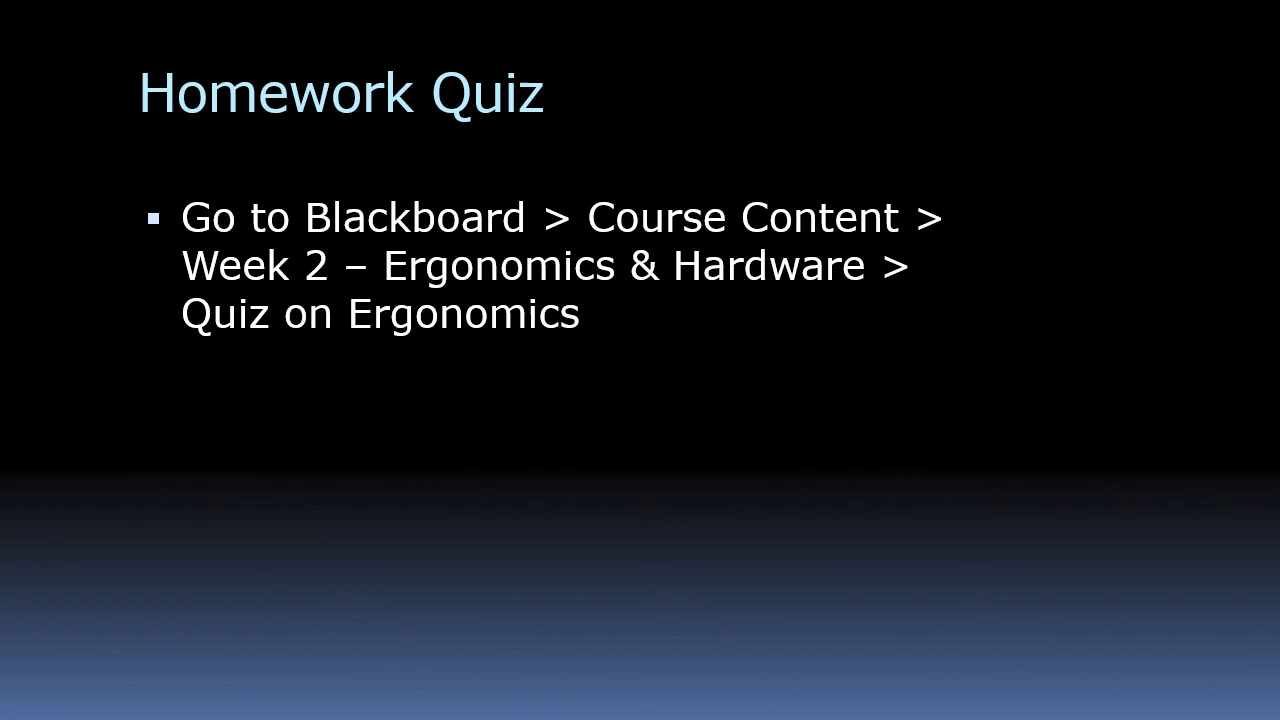 Homework Quiz
▪ Go to Blackboard > Course Content >
Week 2 – Ergonomics & Hardware >
Quiz on Ergonomics